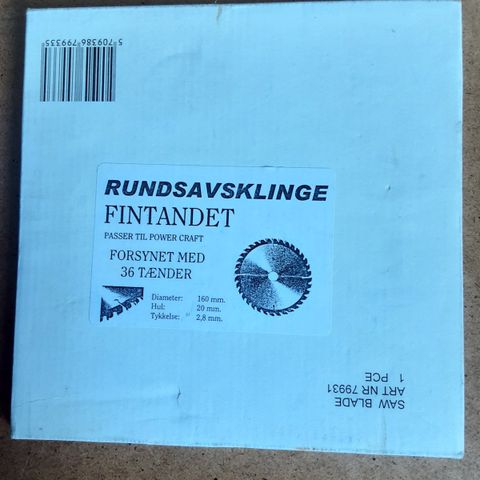 5 709386 799335
RUNDSAVSKLINGE
FINTANDET
PASSER TIL POWER CRAFT
FORSYNET MED
36 TÆNDER
Diameter: 160 mm.
Hul: 20 mm.
Tykkelse: 2,8 mm.
SAW BLADE
ART NR 79931
1 PCE